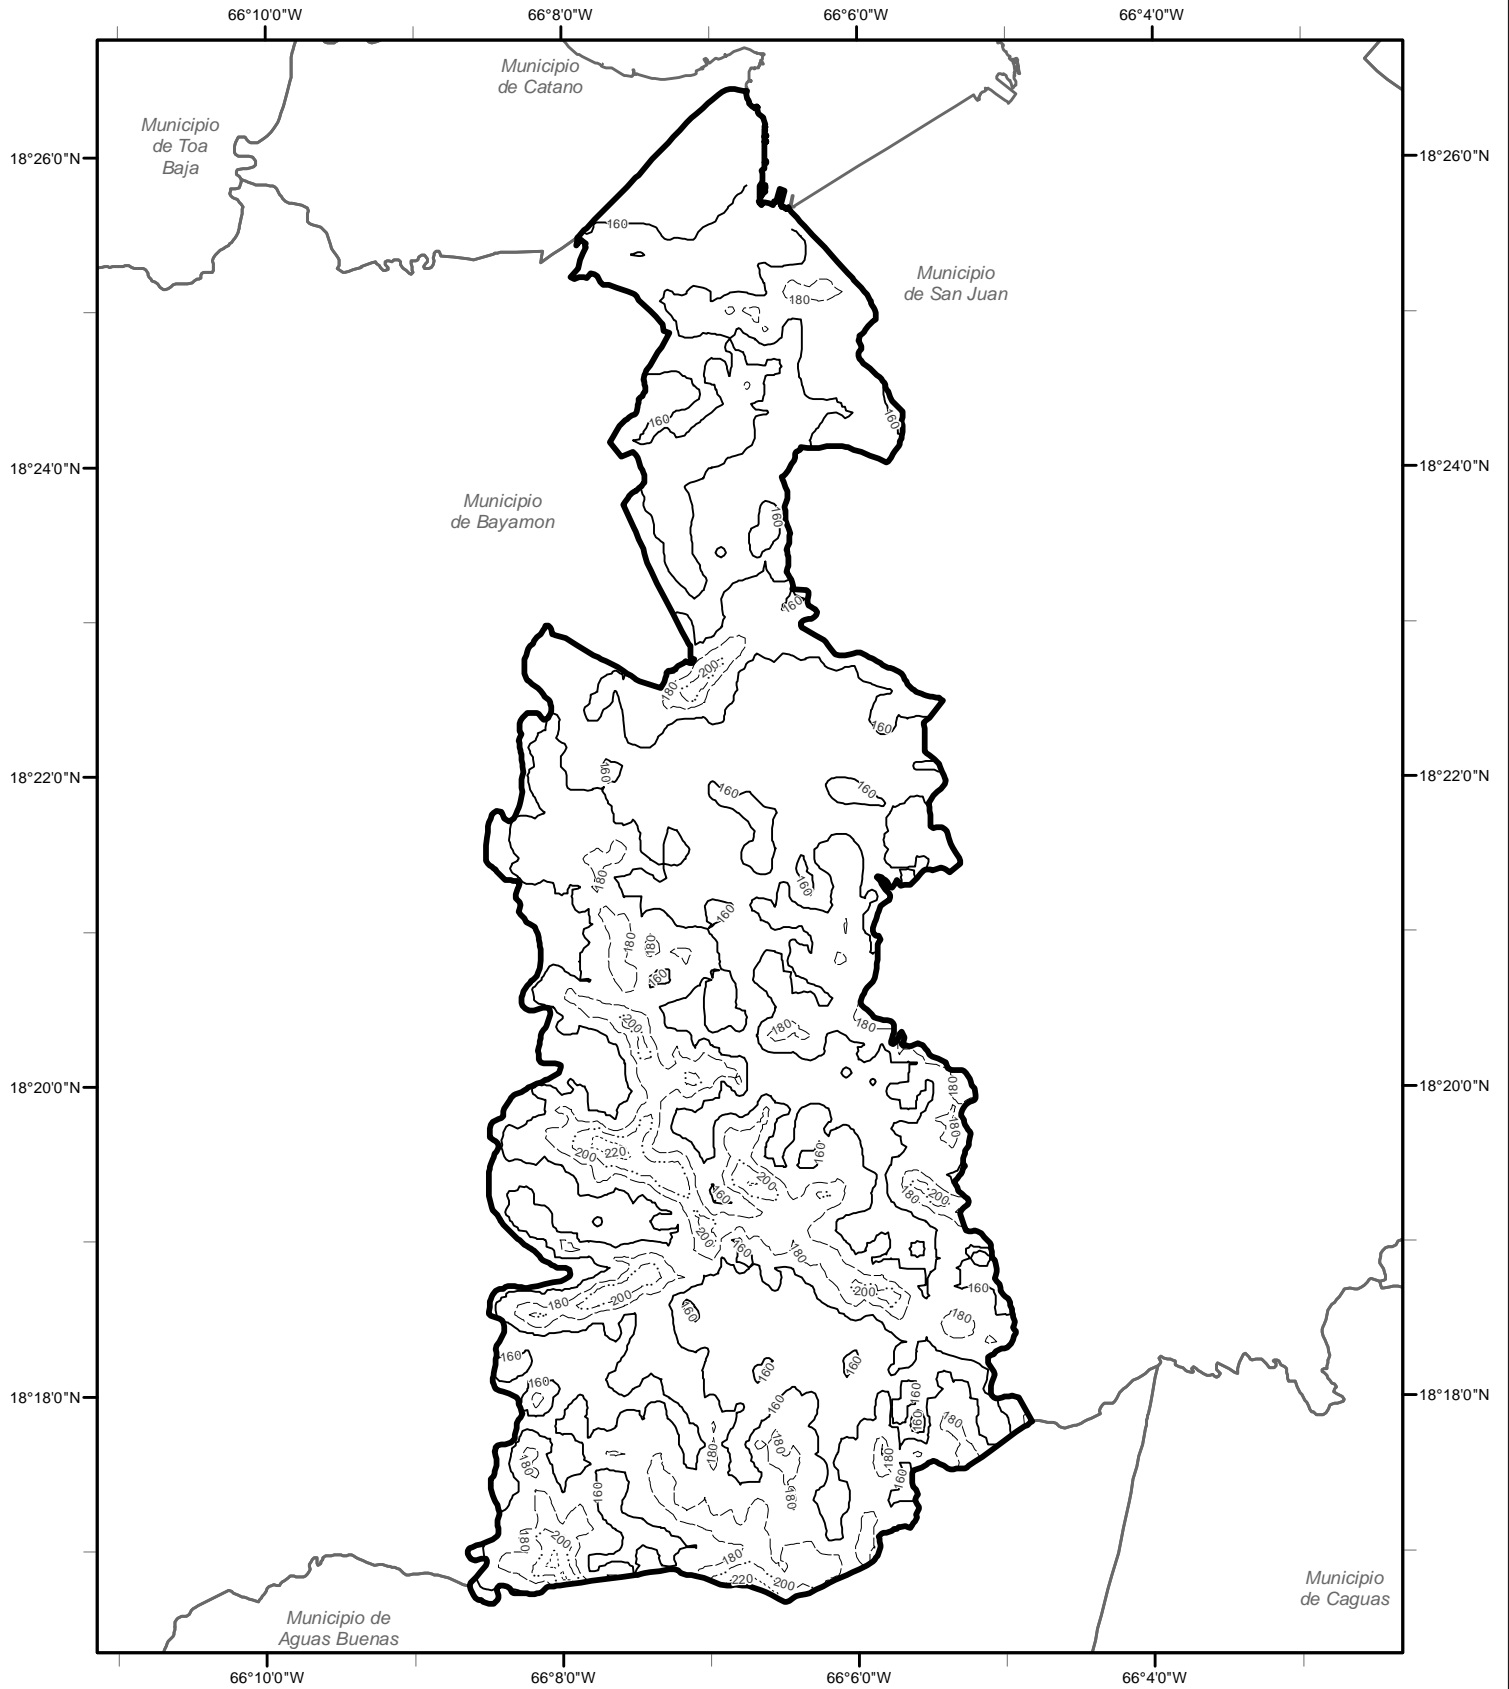 66°10'0"W 66°8'0"W 66°6'0"W 66°4'0"W
Municipio
de Catano
Municipio
de Toa
Baja
18°26'0"N 18°26'0"N
160
Municipio
de San Juan
180
160
160
18°24'0"N 18°24'0"N
Municipio
de Bayamon
160
160
200
180
160
18°22'0"N 18°22'0"N
160
160
160
180
160
160
180
180
160
200
180
180
18°20'0"N 18°20'0"N
180
180
160
200
220
200
160
180
200
200
160
180
200
160
180
200
160
180
160
160
160
160
18°18'0"N 18°18'0"N
160
160
160
180
180
180
180
180
160
160
180
180
200
180
220
200
Municipio
de Caguas
Municipio de
Aguas Buenas
66°10'0"W 66°8'0"W 66°6'0"W 66°4'0"W